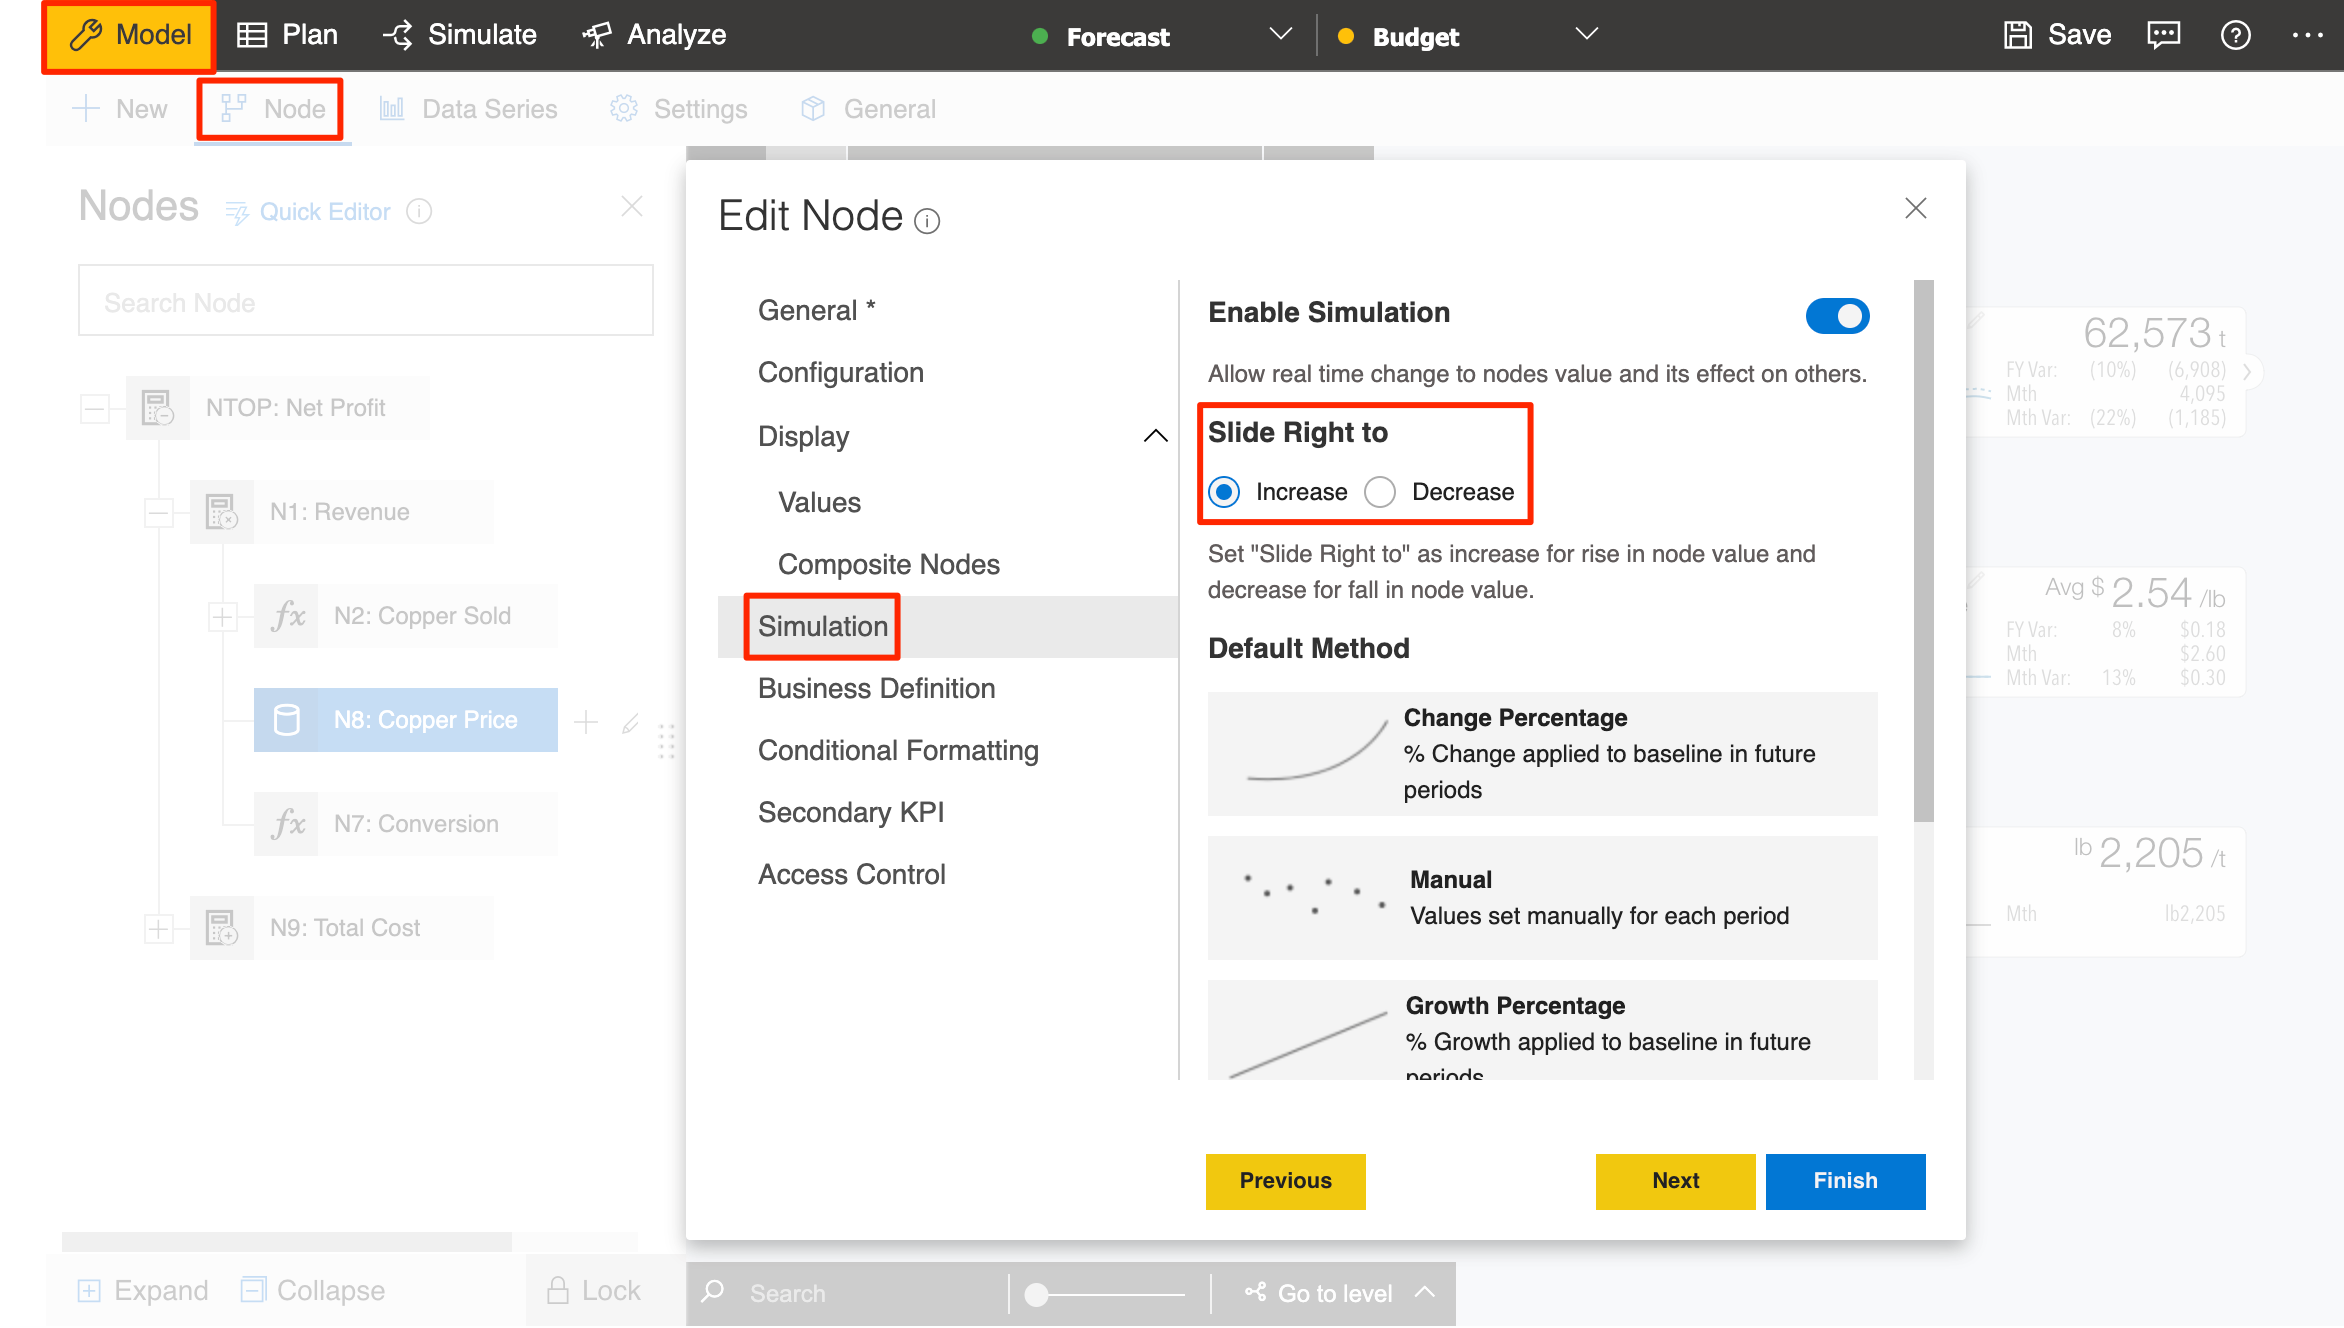 Model
Plan
Simulate
Analyze
Forecast
Budget
Save
New
Node
Data Series
Settings
General
Nodes
Quick Editor
Search Node
NTOP: Net Profit
N1: Revenue
N2: Copper Sold
N8: Copper Price
N7: Conversion
N9: Total Cost
Expand
Collapse
Lock
Edit Node
General *
Configuration
Display
Values
Composite Nodes
Simulation
Business Definition
Conditional Formatting
Secondary KPI
Access Control
Enable Simulation
Allow real time change to nodes value and its effect on others.
Slide Right to
Increase
Decrease
Set "Slide Right to" as increase for rise in node value and
decrease for fall in node value.
Default Method
Change Percentage
% Change applied to baseline in future
periods
Manual
Values set manually for each period
Growth Percentage
% Growth applied to baseline in future
periods
Previous
Next
Finish
62,573 t
FY Var: (10%) (6,908)
Mth 4,095
Mth Var: (22%) (1,185)
Avg $ 2.54 /lb
FY Var: 8% $0.18
Mth $2.60
Mth Var: 13% $0.30
lb 2,205 /t
Mth lb2,205
Search
Go to level